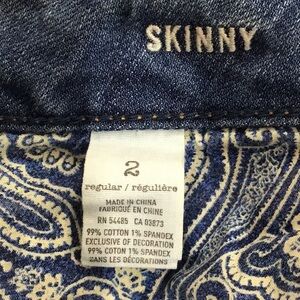 SKINNY
2
regular / régulière
MADE IN CHINA
FABRIQUÉ EN CHINE
RN 54485 CA 03873
99% COTTON 1% SPANDEX
EXCLUSIVE OF DECORATION
99% COTTON 1% SPANDEX
SANS LES DÉCORATIONS